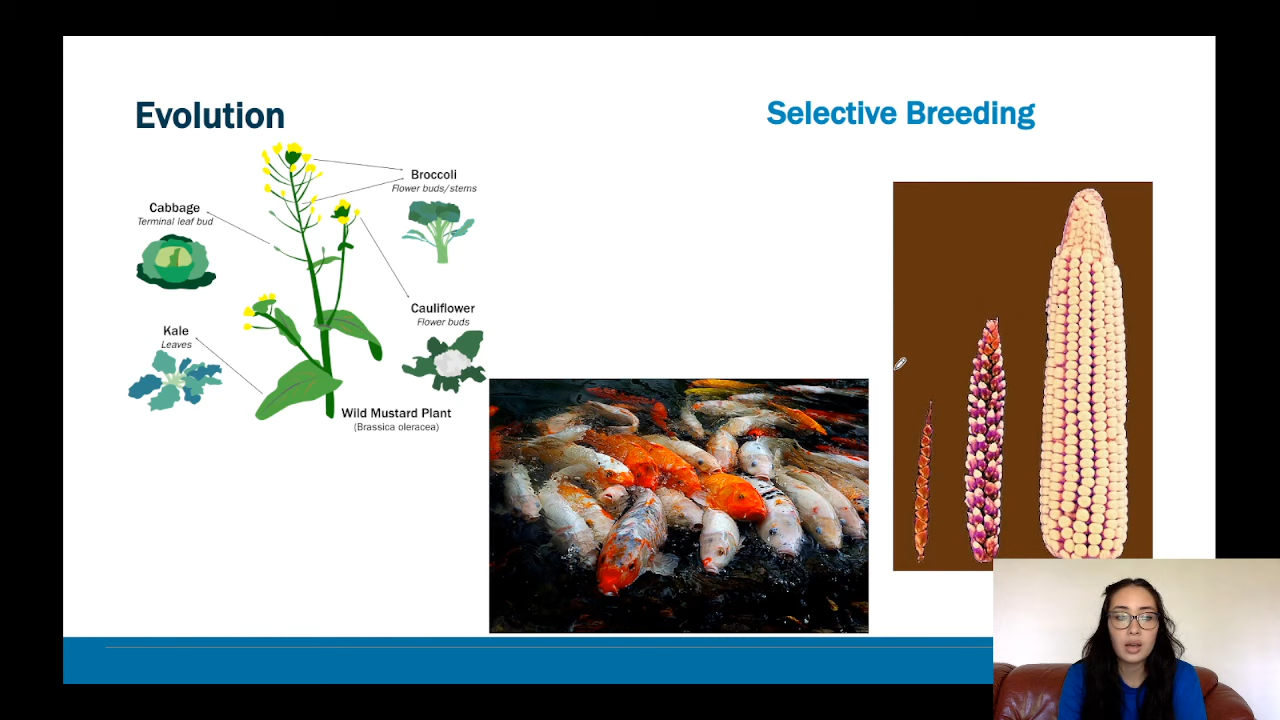 Evolution
Selective Breeding
Broccoli
Flower buds/stems
Cabbage
Terminal leaf bud
Cauliflower
Flower buds
Kale
Leaves
Wild Mustard Plant
(Brassica oleracea)